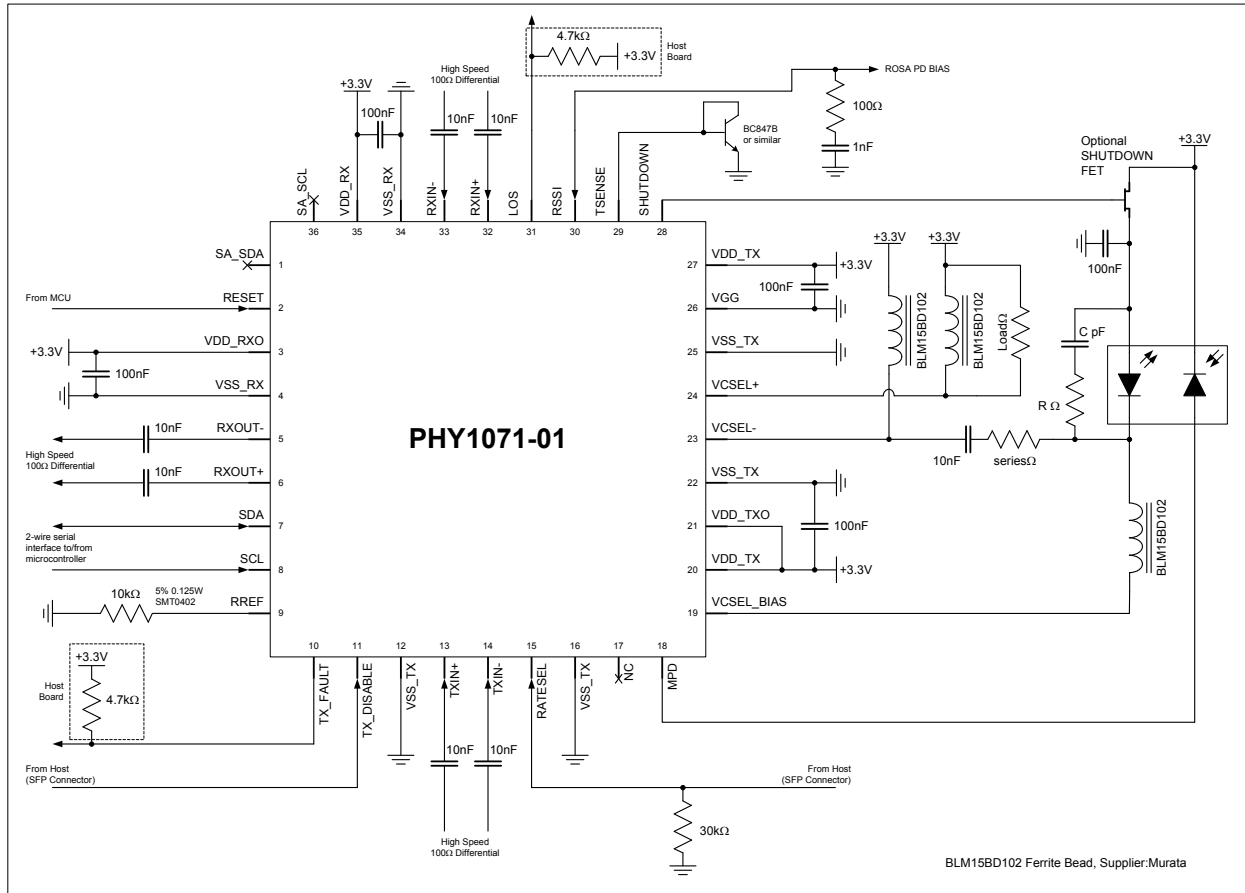 4.7kΩ
+3.3V
Host
Board
High Speed
100Ω Differential
ROSA PD BIAS
+3.3V
100nF
10nF
10nF
BC847B
or similar
100Ω
1nF
Optional
SHUTDOWN
FET
+3.3V
SA_SCL
VDD_RX
VSS_RX
RXIN-
RXIN+
LOS
RSSI
TSENSE
SHUTDOWN
36
35
34
33
32
31
30
29
28
SA_SDA
1
From MCU
RESET
2
+3.3V
VDD_RXO
3
100nF
VSS_RX
4
10nF
RXOUT-
5
High Speed
100Ω Differential
10nF
RXOUT+
6
SDA
7
2-wire serial
interface to/from
microcontroller
SCL
8
10kΩ
5% 0.125W
SMT0402
RREF
9
PHY1071-01
27
VDD_TX
+3.3V
100nF
26
VGG
25
VSS_TX
24
VCSEL+
23
VCSEL-
22
VSS_TX
21
VDD_TXO
100nF
20
VDD_TX
+3.3V
19
VCSEL_BIAS
+3.3V
+3.3V
BLM15BD102
BLM15BD102
LoadΩ
100nF
C pF
R Ω
10nF
seriesΩ
BLM15BD102
10
11
12
13
14
15
16
17
18
TX_FAULT
TX_DISABLE
VSS_TX
TXIN+
TXIN-
RATESEL
VSS_TX
NC
MPD
+3.3V
Host
Board
4.7kΩ
From Host
(SFP Connector)
10nF
10nF
High Speed
100Ω Differential
From Host
(SFP Connector)
30kΩ
BLM15BD102 Ferrite Bead, Supplier:Murata